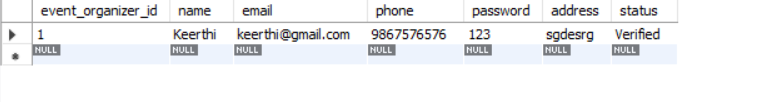 event_organizer_id name email phone password address status
1 Keerthi keerthi@gmail.com 9867576576 123 sgdesrg Verified
NULL NULL NULL NULL NULL NULL NULL